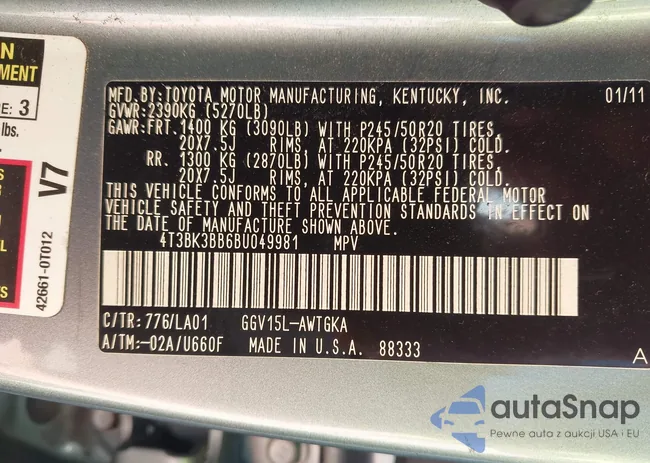 N
MENT
E: 3
lbs.
V7
42661-0T012
S
MFD. BY: TOYOTA MOTOR MANUFACTURING, KENTUCKY, INC. 01/11
GVWR: 2390KG (5270LB)
GAWR: FRT. 1400 KG (3090LB) WITH P245/50R20 TIRES,
20X7.5J RIMS, AT 220KPA (32PSI) COLD.
RR. 1300 KG (2870LB) WITH P245/50R20 TIRES,
20X7.5J RIMS, AT 220KPA (32PSI) COLD.
THIS VEHICLE CONFORMS TO ALL APPLICABLE FEDERAL MOTOR
VEHICLE SAFETY AND THEFT PREVENTION STANDARDS IN EFFECT ON
THE DATE OF MANUFACTURE SHOWN ABOVE.
4T3BK3BB6BU049981 MPV
C/TR: 776/LA01 GGV15L-AWTGKA
A/TM: -02A/U660F MADE IN U.S.A. 88333
A
autaSnap
Pewne auta z aukcji USA i EU